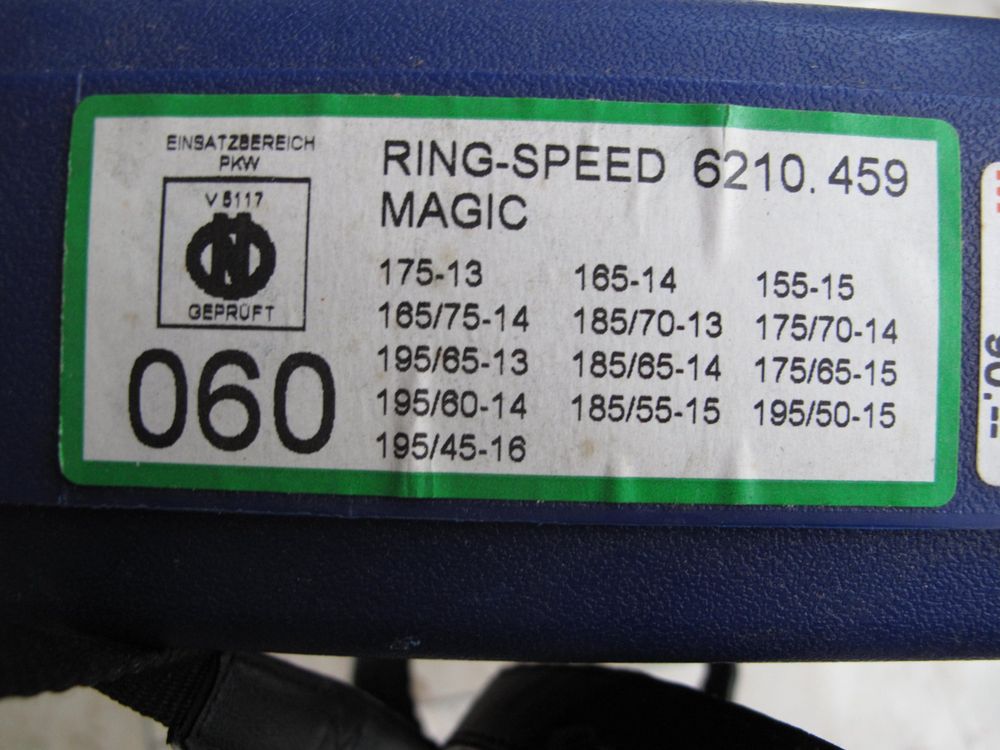 EINSATZBEREICH
PKW
V 5117
GEPRÜFT
060
RING-SPEED 6210.459
MAGIC
175-13 165-14 155-15
165/75-14 185/70-13 175/70-14
195/65-13 185/65-14 175/65-15
195/60-14 185/55-15 195/50-15
195/45-16